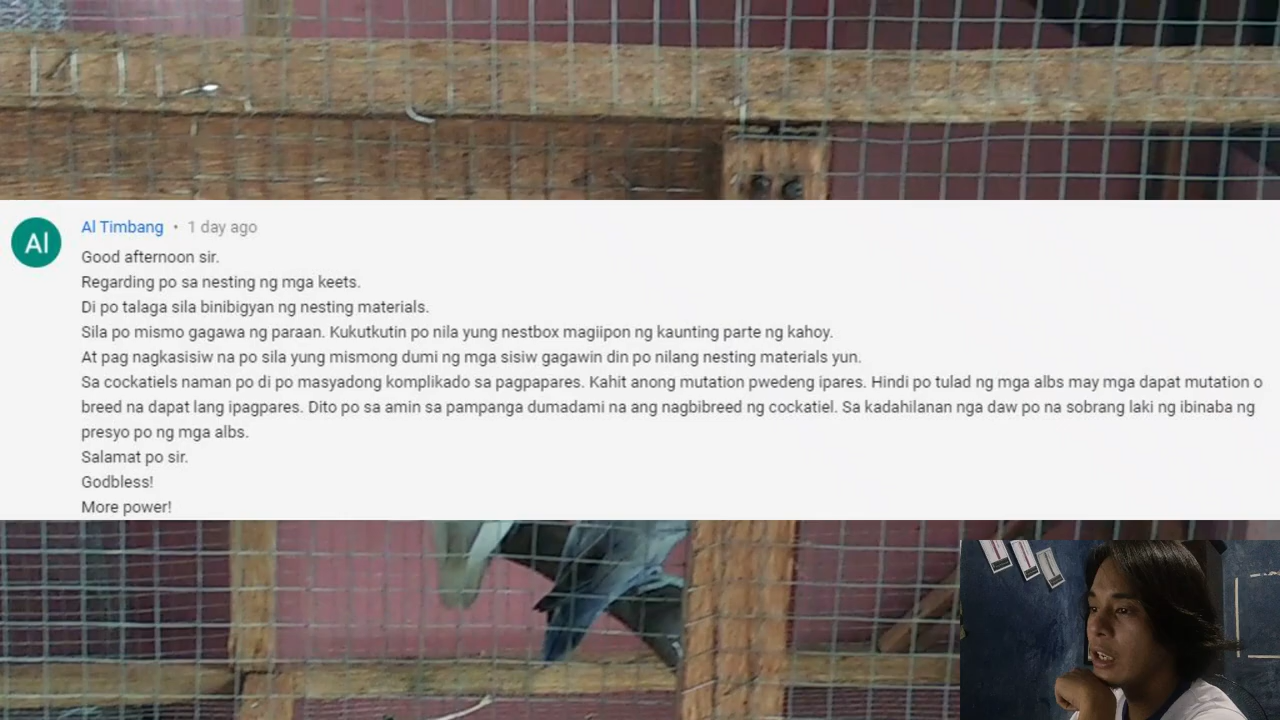 Al
Al Timbang • 1 day ago
Good afternoon sir.
Regarding po sa nesting ng mga keets.
Di po talaga sila binibigyan ng nesting materials.
Sila po mismo gagawa ng paraan. Kukutkutin po nila yung nestbox magiipon ng kaunting parte ng kahoy.
At pag nagkasisiw na po sila yung mismong dumi ng mga sisiw gagawin din po nilang nesting materials yun.
Sa cockatiels naman po di po masyadong komplikado sa pagpapares. Kahit anong mutation pwedeng ipares. Hindi po tulad ng mga albs may mga dapat mutation o
breed na dapat lang ipagpares. Dito po sa amin sa pampanga dumadami na ang nagbibreed ng cockatiel. Sa kadahilanan nga daw po na sobrang laki ng ibinaba ng
presyo po ng mga albs.
Salamat po sir.
Godbless!
More power!